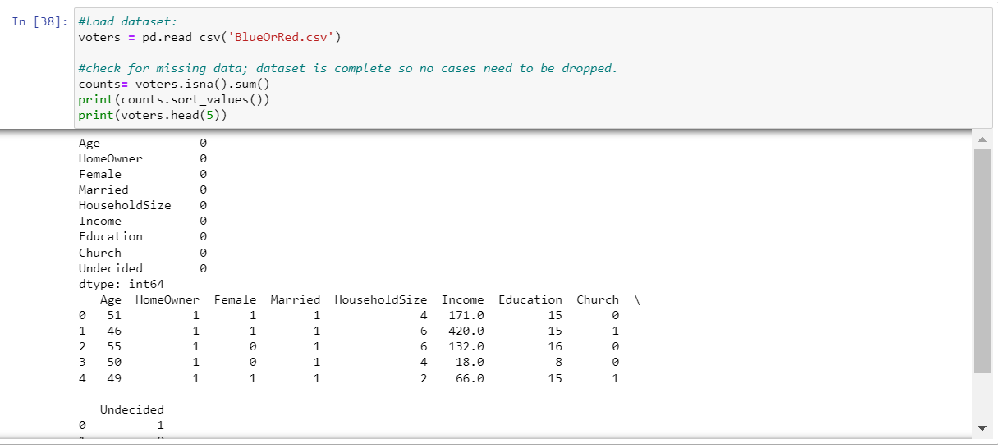 In [38]: #load dataset:
voters = pd.read_csv('BlueOrRed.csv')
#check for missing data; dataset is complete so no cases need to be dropped.
counts= voters.isna().sum()
print(counts.sort_values())
print(voters.head(5))
Age 0
HomeOwner 0
Female 0
Married 0
HouseholdSize 0
Income 0
Education 0
Church 0
Undecided 0
dtype: int64
Age HomeOwner Female Married HouseholdSize Income Education Church \
0 51 1 1 1 4 171.0 15 0
1 46 1 1 1 6 420.0 15 1
2 55 1 0 1 6 132.0 16 0
3 50 1 0 1 4 18.0 8 0
4 49 1 1 1 2 66.0 15 1
Undecided
0 1